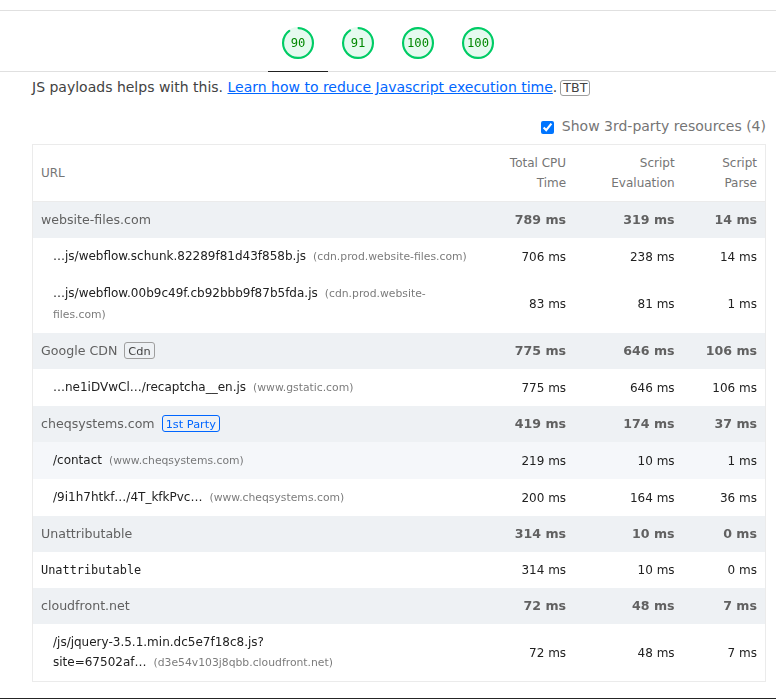 90 91 100 100
JS payloads helps with this. Learn how to reduce Javascript execution time. TBT
Show 3rd-party resources (4)
URL Total CPU Time Script Evaluation Script Parse
website-files.com 789 ms 319 ms 14 ms
…js/webflow.schunk.82289f81d43f858b.js (cdn.prod.website-files.com) 706 ms 238 ms 14 ms
…js/webflow.00b9c49f.cb92bbb9f87b5fda.js (cdn.prod.website-
files.com) 83 ms 81 ms 1 ms
Google CDN Cdn 775 ms 646 ms 106 ms
…ne1iDVwCl…/recaptcha__en.js (www.gstatic.com) 775 ms 646 ms 106 ms
cheqsystems.com 1st Party 419 ms 174 ms 37 ms
/contact (www.cheqsystems.com) 219 ms 10 ms 1 ms
/9i1h7htkf…/4T_kfkPvc… (www.cheqsystems.com) 200 ms 164 ms 36 ms
Unattributable 314 ms 10 ms 0 ms
Unattributable 314 ms 10 ms 0 ms
cloudfront.net 72 ms 48 ms 7 ms
/js/jquery-3.5.1.min.dc5e7f18c8.js?
site=67502af… (d3e54v103j8qbb.cloudfront.net) 72 ms 48 ms 7 ms